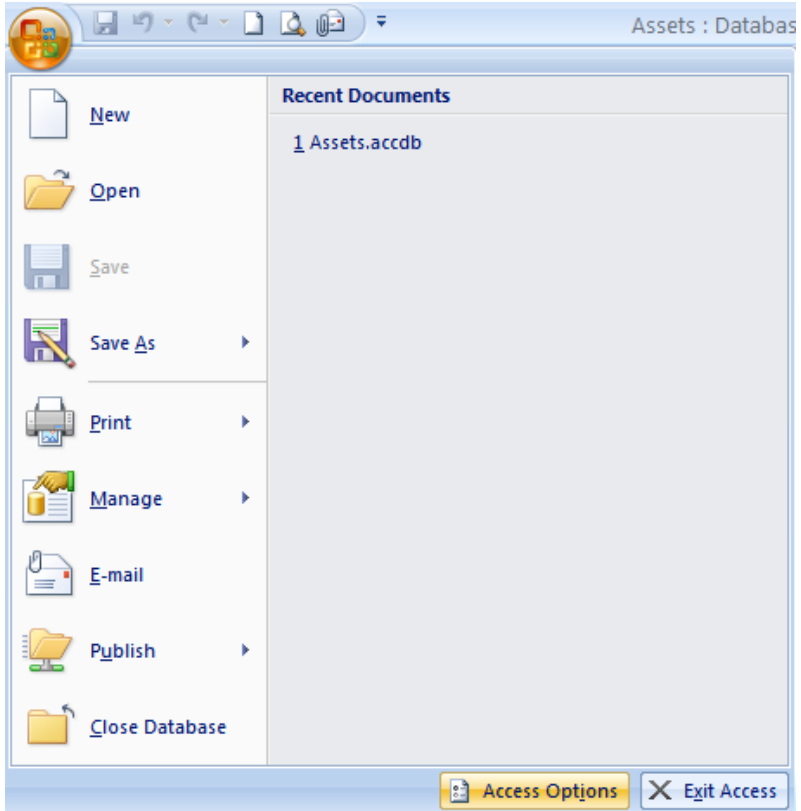 Assets : Databas
Recent Documents
1 Assets.accdb
New
Open
Save
Save As
Print
Manage
E-mail
Publish
Close Database
Access Options
Exit Access